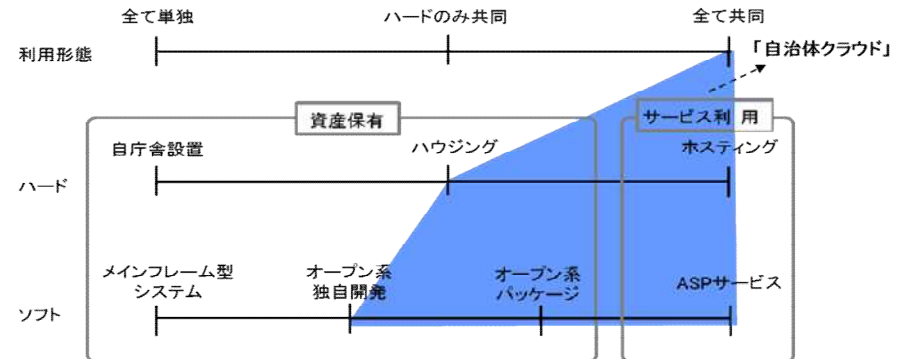 全て単独
ハードのみ共同
全て共同
利用形態
「自治体クラウド」
資産保有
サービス利用
自庁舎設置
ハウジング
ホスティング
ハード
メインフレーム型
システム
オープン系
独自開発
オープン系
パッケージ
ASPサービス
ソフト